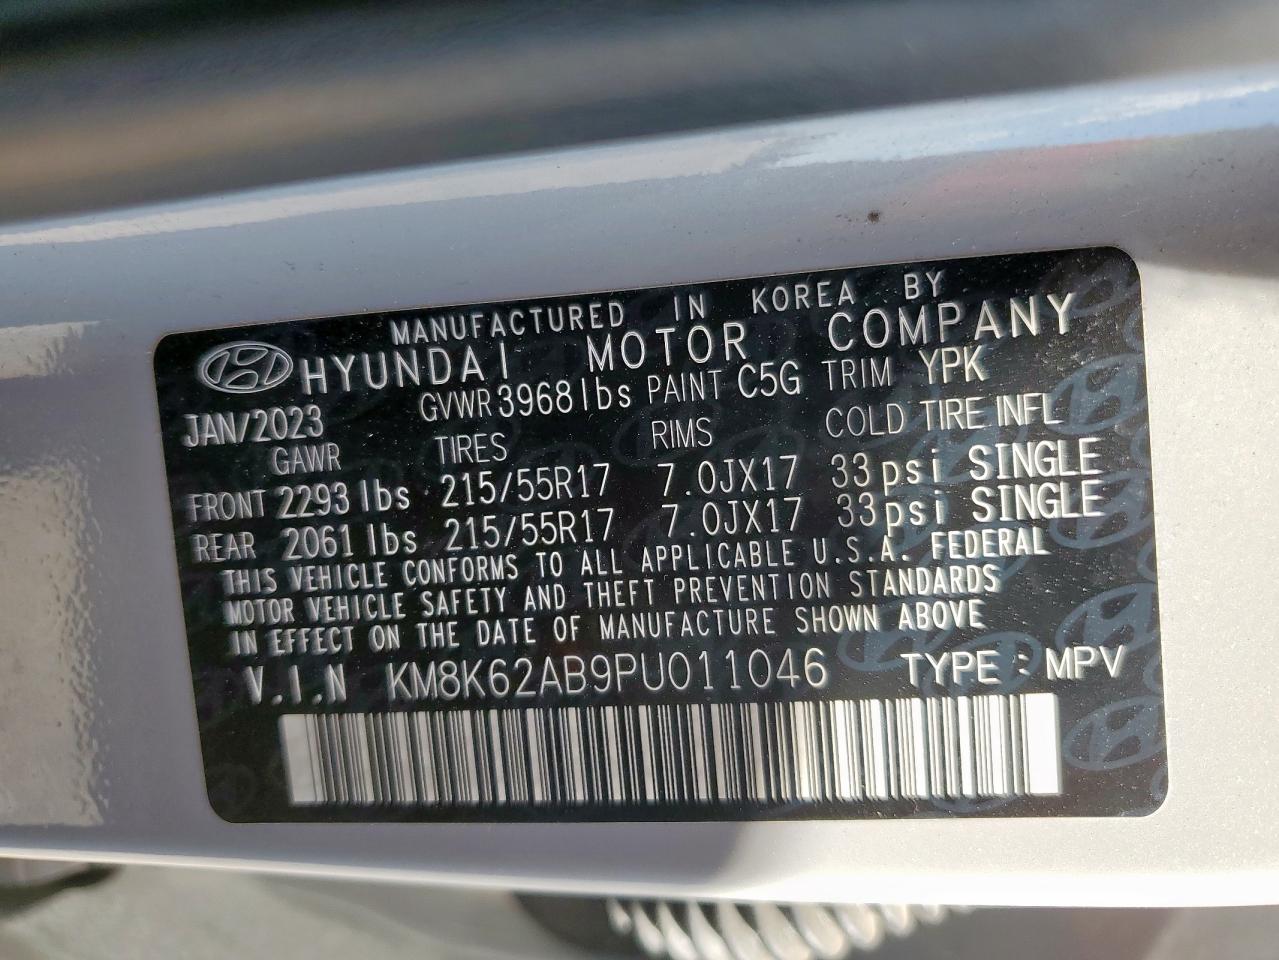 MANUFACTURED IN KOREA BY
HYUNDAI MOTOR COMPANY
JAN/2023 GVWR 3968 lbs PAINT C5G TRIM YPK
GAWR TIRES RIMS COLD TIRE INFL
FRONT 2293 lbs 215/55R17 7.0JX17 33psi SINGLE
REAR 2061 lbs 215/55R17 7.0JX17 33psi SINGLE
THIS VEHICLE CONFORMS TO ALL APPLICABLE U.S.A. FEDERAL
MOTOR VEHICLE SAFETY AND THEFT PREVENTION STANDARDS
IN EFFECT ON THE DATE OF MANUFACTURE SHOWN ABOVE
V.I.N KM8K62AB9PU011046 TYPE : MPV